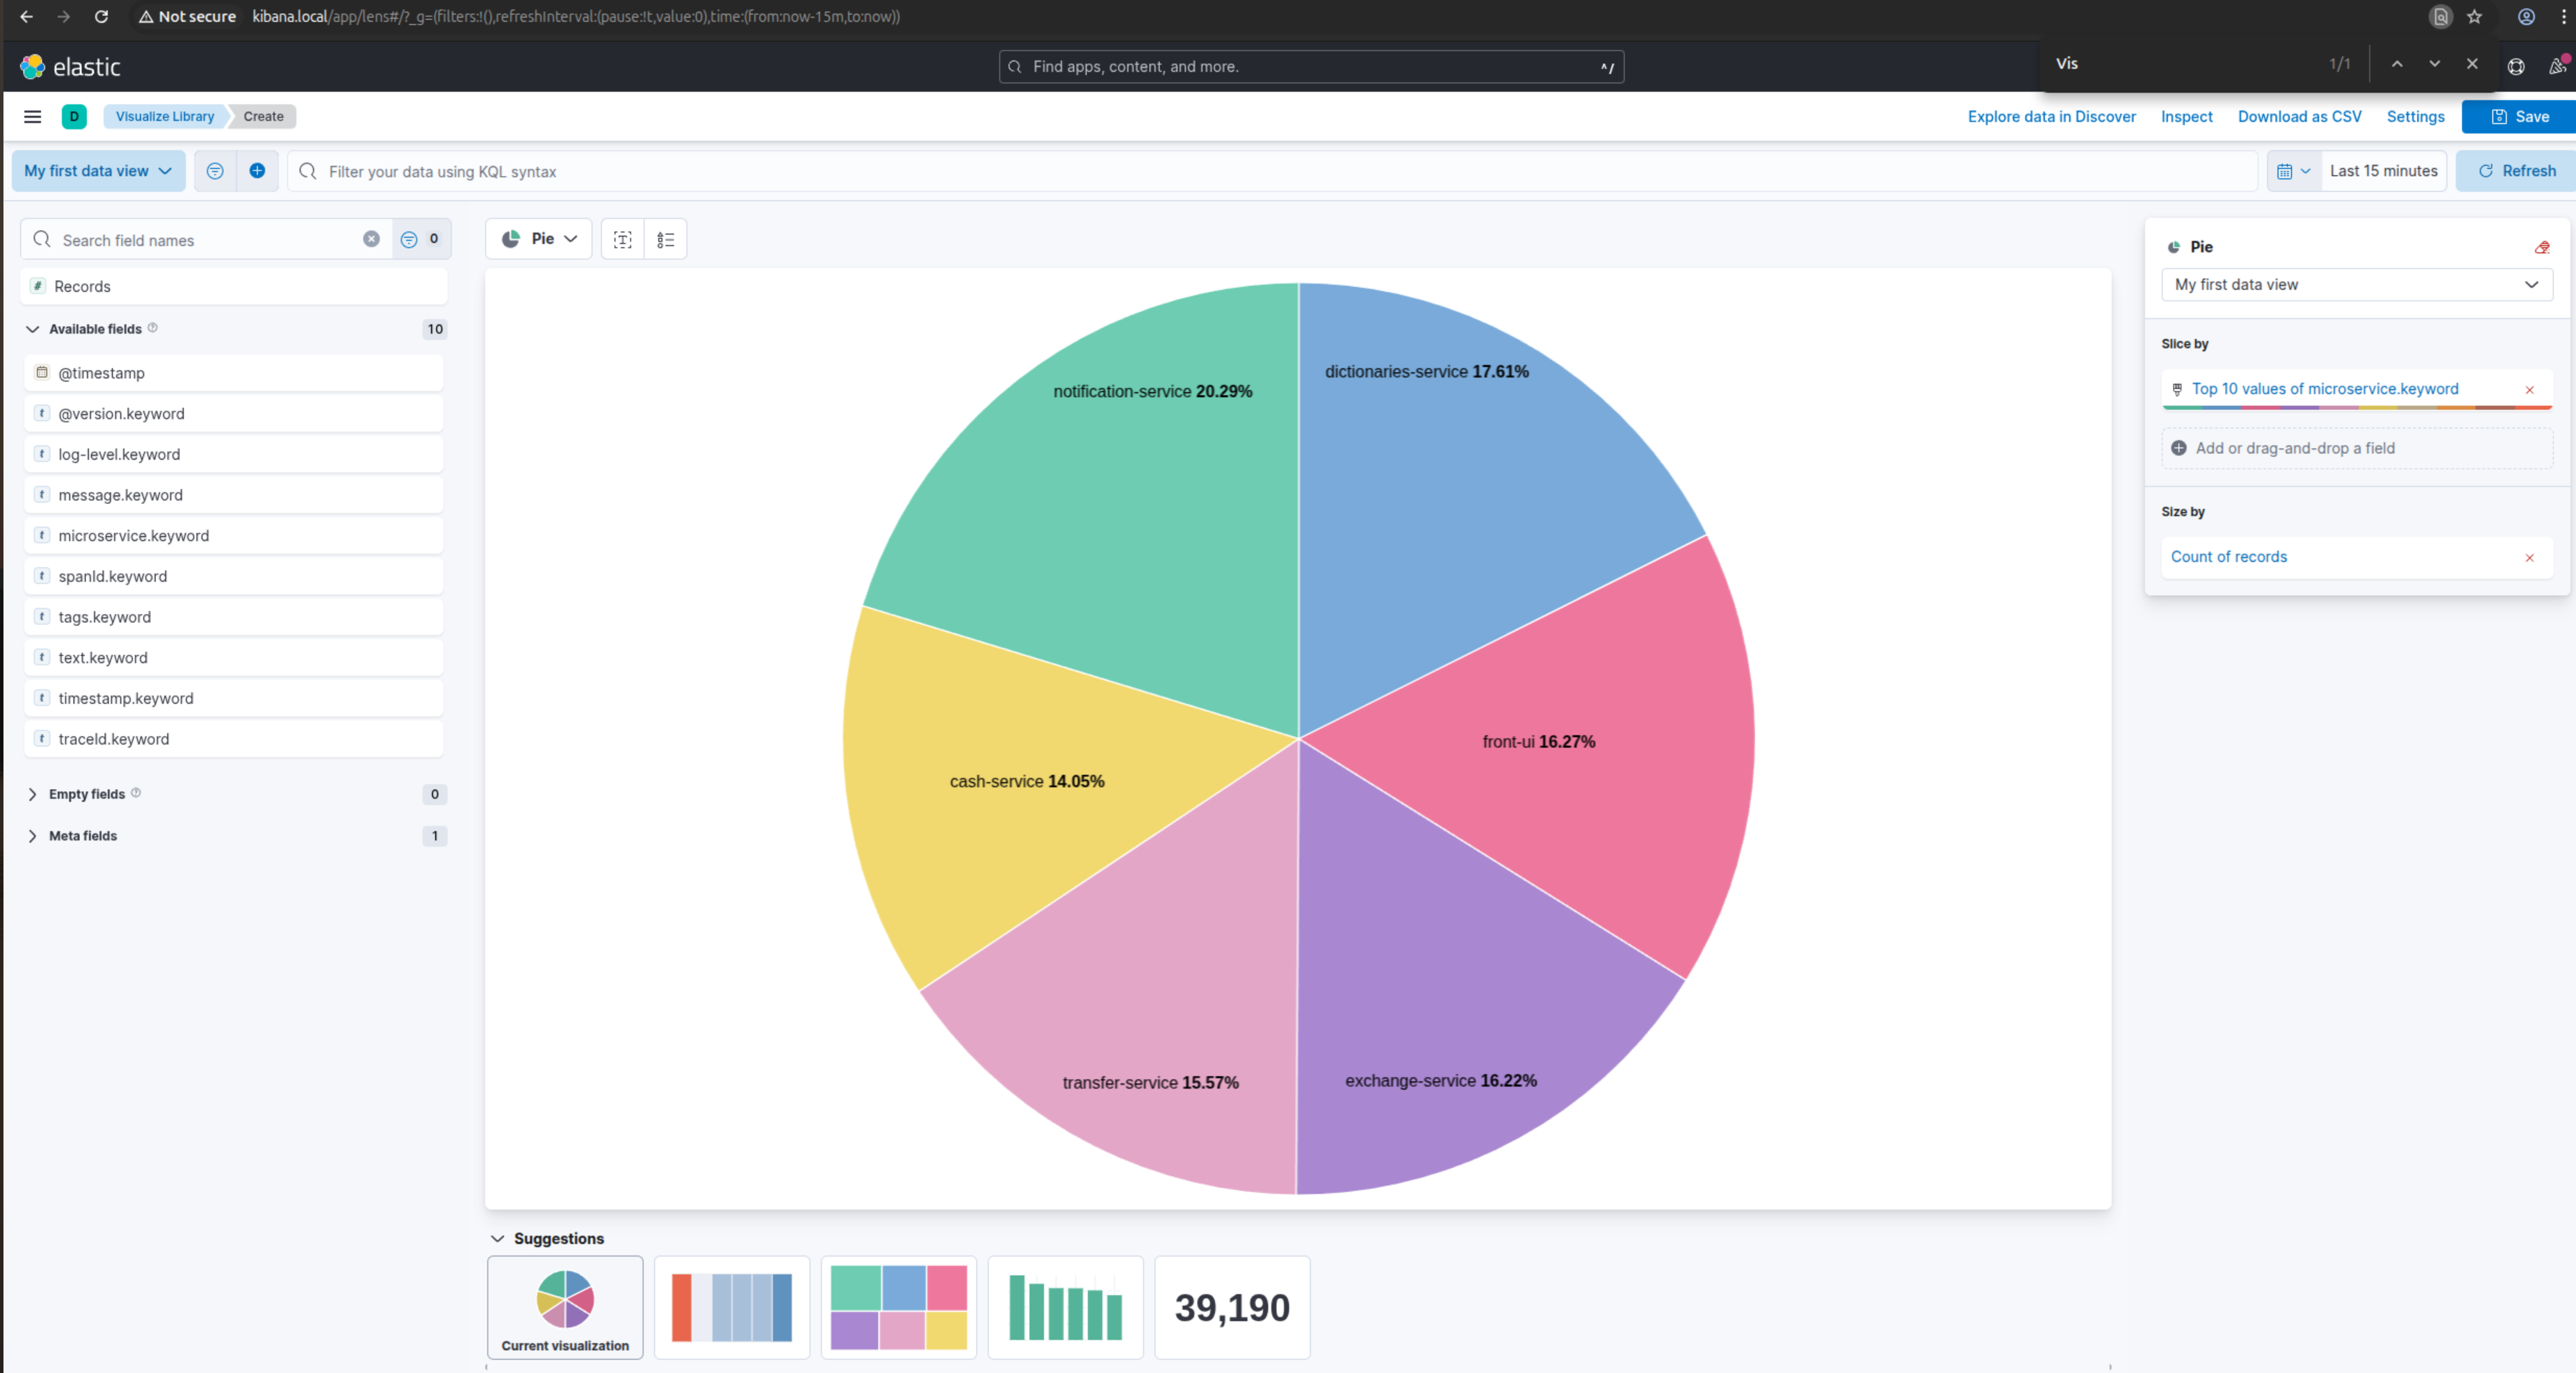 Not secure kibana.local/app/lens#/?_g=(filters:!(),refreshInterval:(pause:!t,value:0),time:(from:now-15m,to:now))
elastic
Find apps, content, and more.
^/
Vis
1/1
D
Visualize Library
Create
Explore data in Discover
Inspect
Download as CSV
Settings
Save
My first data view
Filter your data using KQL syntax
Last 15 minutes
Refresh
Search field names
0
# Records
Available fields
10
@timestamp
t @version.keyword
t log-level.keyword
t message.keyword
t microservice.keyword
t spanId.keyword
t tags.keyword
t text.keyword
t timestamp.keyword
t traceId.keyword
Empty fields
0
Meta fields
1
Pie
T
notification-service 20.29%
dictionaries-service 17.61%
front-ui 16.27%
cash-service 14.05%
transfer-service 15.57%
exchange-service 16.22%
Suggestions
Current visualization
39,190
Pie
My first data view
Slice by
Top 10 values of microservice.keyword
Add or drag-and-drop a field
Size by
Count of records